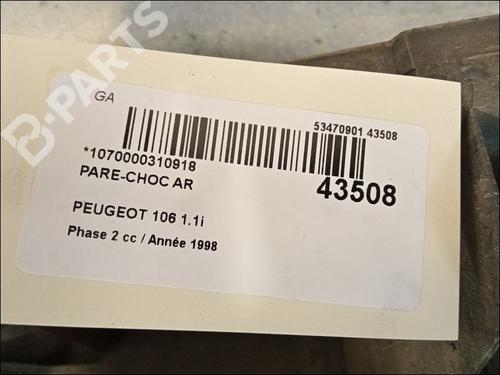 B-PARTS
GA
53470901 43508
*1070000310918
PARE-CHOC AR
43508
PEUGEOT 106 1.1i
Phase 2 cc / Année 1998